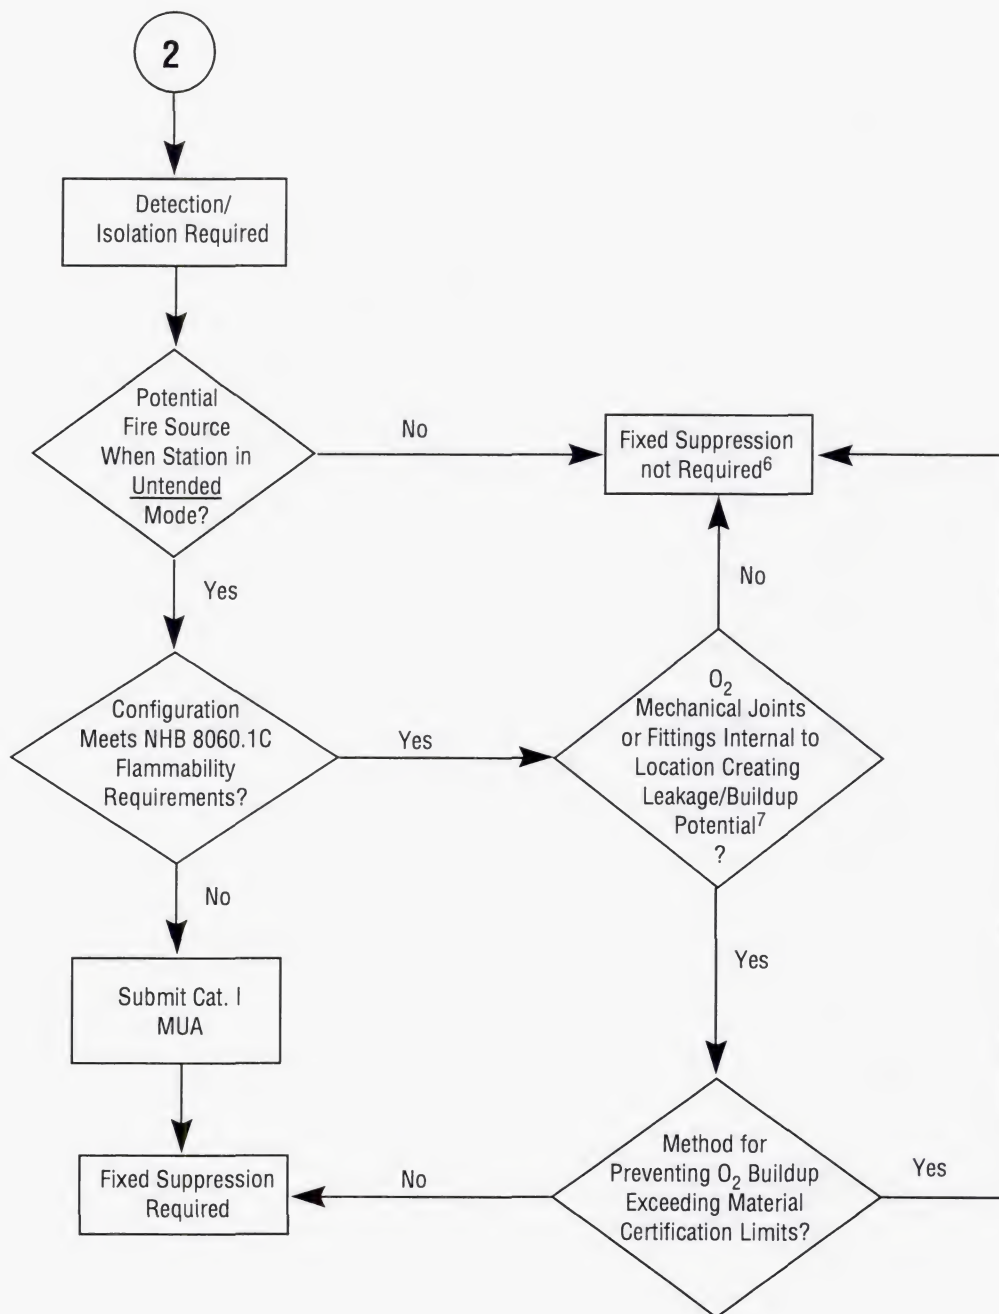 2
Detection/
Isolation Required
Potential
Fire Source
When Station in
Untended
Mode?
No
Fixed Suppression
not Required⁶
Yes
No
Configuration
Meets NHB 8060.1C
Flammability
Requirements?
Yes
O₂
Mechanical Joints
or Fittings Internal to
Location Creating
Leakage/Buildup
Potential⁷
?
No
Yes
Submit Cat. I
MUA
Fixed Suppression
Required
No
Method for
Preventing O₂ Buildup
Exceeding Material
Certification Limits?
Yes